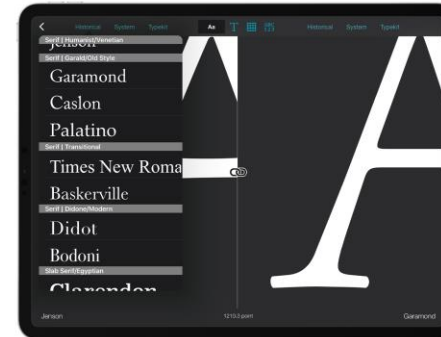 Historical System Typekit Aa T Historical System Typekit
Serif | Humanist/Venetian
Jenson
Serif | Garald/Old Style
Garamond
Caslon
Palatino
Serif | Transitional
Times New Roma
Baskerville
Serif | Didone/Modern
Didot
Bodoni
Slab Serif/Egyptian
Clarendon
A
Jenson 1213.2 point Garamond